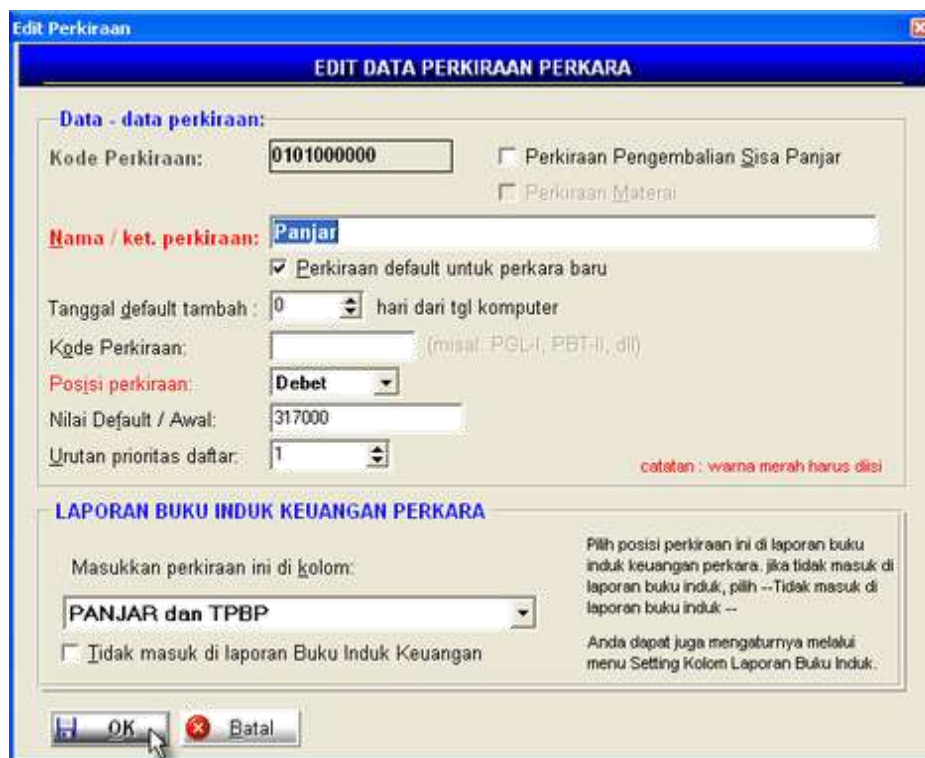 Edit Perkiraan
EDIT DATA PERKIRAAN PERKARA
Data - data perkiraan:
Kode Perkiraan: 0101000000 Perkiraan Pengembalian Sisa Panjar
Perkiraan Materai
Nama / ket. perkiraan: Panjar
Perkiraan default untuk perkara baru
Tanggal default tambah : 0 hari dari tgl komputer
Kode Perkiraan: (misal. PGL-I, PBT-II, dll)
Posisi perkiraan: Debet
Nilai Default / Awal: 317000
Urutan prioritas daftar: 1
catatan : warna merah harus diisi
LAPORAN BUKU INDUK KEUANGAN PERKARA
Masukkan perkiraan ini di kolom:
PANJAR dan TPBP
Tidak masuk di laporan Buku Induk Keuangan
Pilih posisi perkiraan ini di laporan buku
induk keuangan perkara. jika tidak masuk di
laporan buku induk, pilih --Tidak masuk di
laporan buku induk --
Anda dapat juga mengaturnya melalui
menu Setting Kolom Laporan Buku Induk.
OK Batal